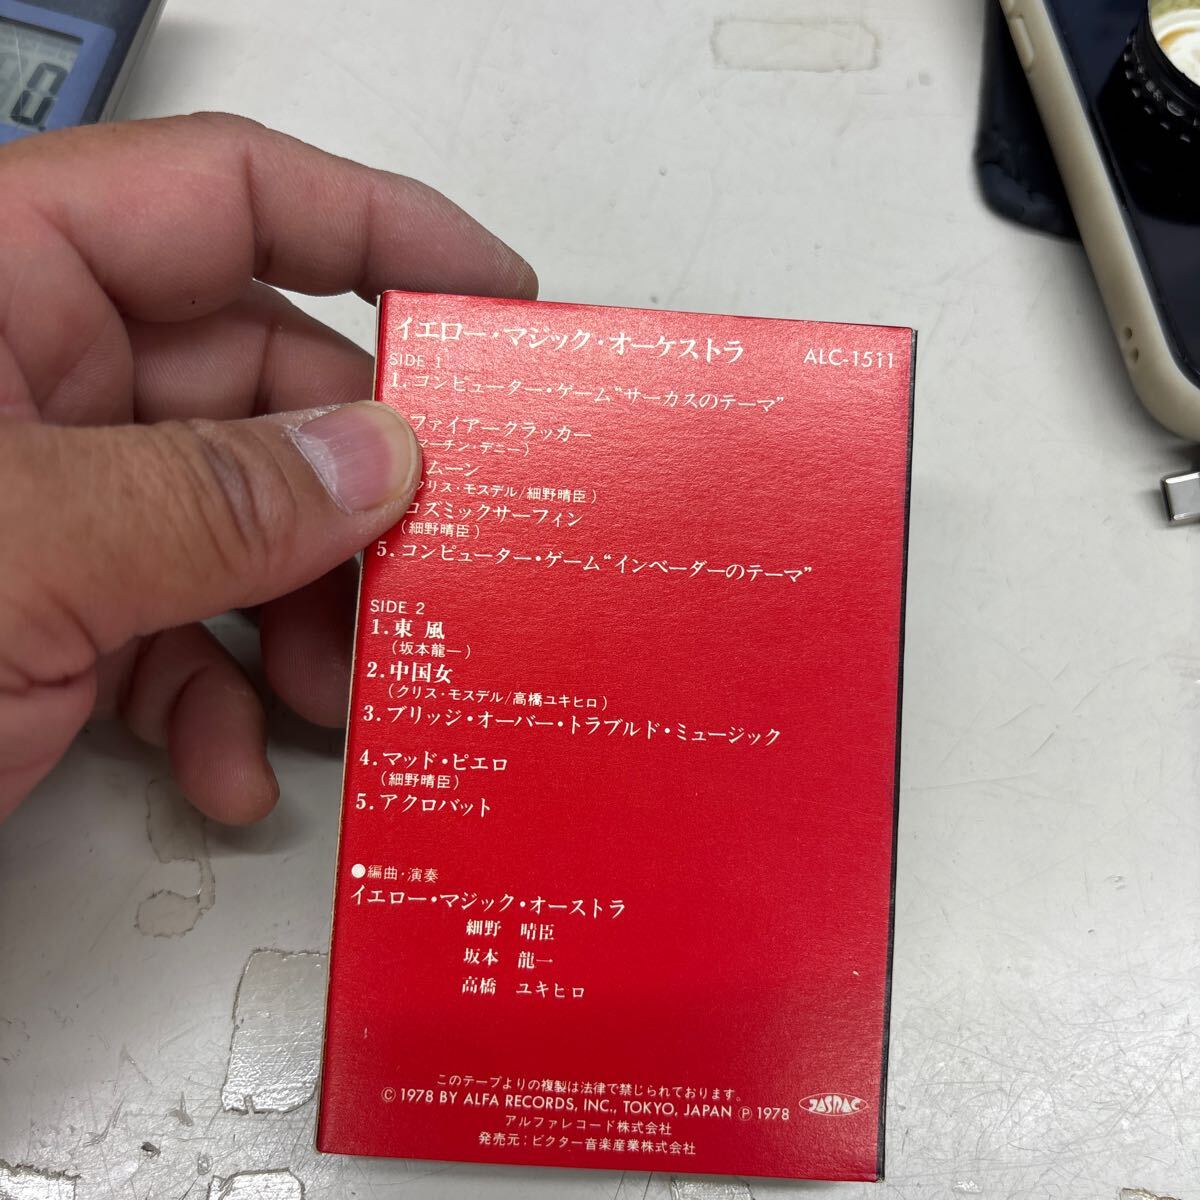 イエロー・マジック・オーケストラ ALC-1511
SIDE 1
1.コンピューター・ゲーム“サーカスのテーマ”
ファイアークラッカー
マーチン・デニー)
ムーン
クリス・モスデル/細野晴臣)
コズミックサーフィン
(細野晴臣)
5.コンピューター・ゲーム“インベーダーのテーマ”
SIDE 2
1.東風
(坂本龍一)
2.中国女
(クリス・モスデル/高橋ユキヒロ)
3.ブリッジ・オーバー・トラブルド・ミュージック
4.マッド・ピエロ
(細野晴臣)
5.アクロバット
●編曲・演奏
イエロー・マジック・オーストラ
細野 晴臣
坂本 龍一
高橋 ユキヒロ
このテープよりの複製は法律で禁じられております。
Ⓒ1978 BY ALFA RECORDS, INC., TOKYO, JAPAN Ⓟ1978
JASRAC
アルファレコード株式会社
発売元:ビクター音楽産業株式会社
0